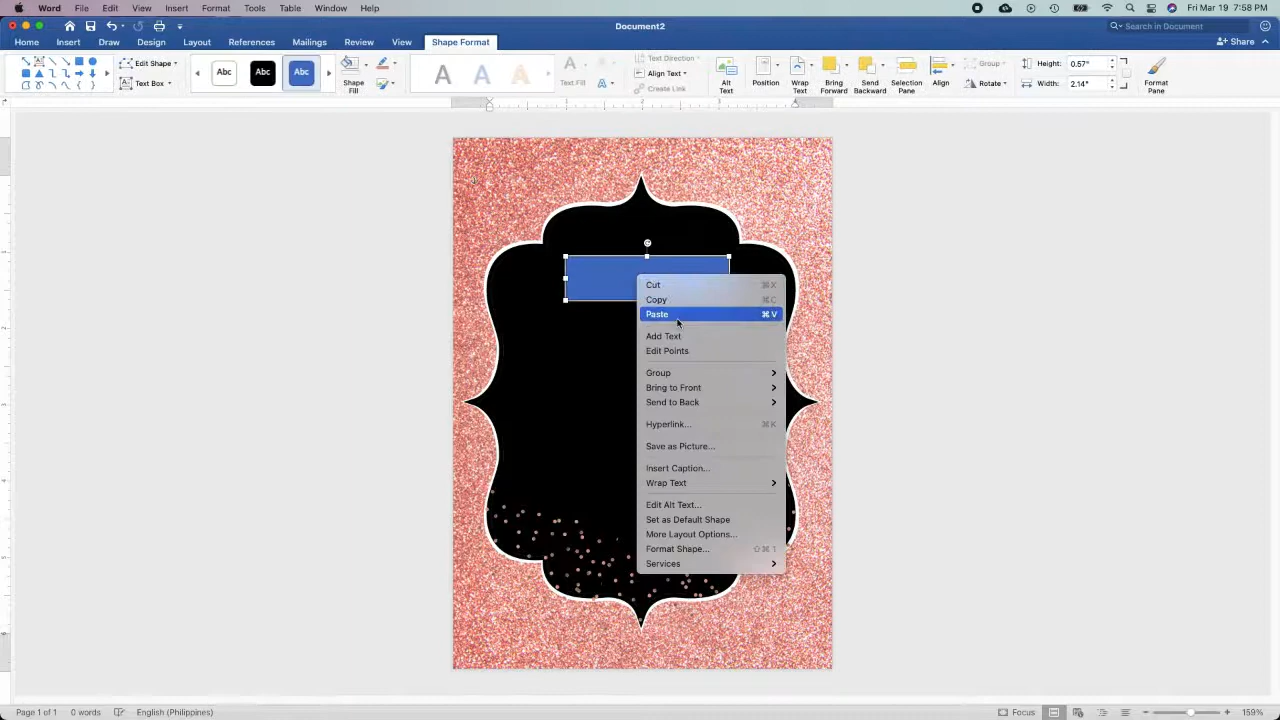 Word File Edit View Insert Format Tools Table Window Help Fri Mar 19 7:58 PM
Document2
Search in Document
Home Insert Draw Design Layout References Mailings Review View Shape Format
Share
Edit Shape
Text Box
Abc Abc Abc
Shape Fill
A A A
Text Fill
Text Direction
Align Text
Create Link
Alt Text
Position
Wrap Text
Bring Forward
Send Backward
Selection Pane
Align
Group
Rotate
Height: 0.57"
Width: 2.14"
Format Pane
Cut ⌘X
Copy ⌘C
Paste ⌘V
Add Text
Edit Points
Group
Bring to Front
Send to Back
Hyperlink... ⌘K
Save as Picture...
Insert Caption...
Wrap Text
Edit Alt Text...
Set as Default Shape
More Layout Options...
Format Shape... ⇧⌘1
Services
Page 1 of 1 0 words English (Philippines) Focus 159%